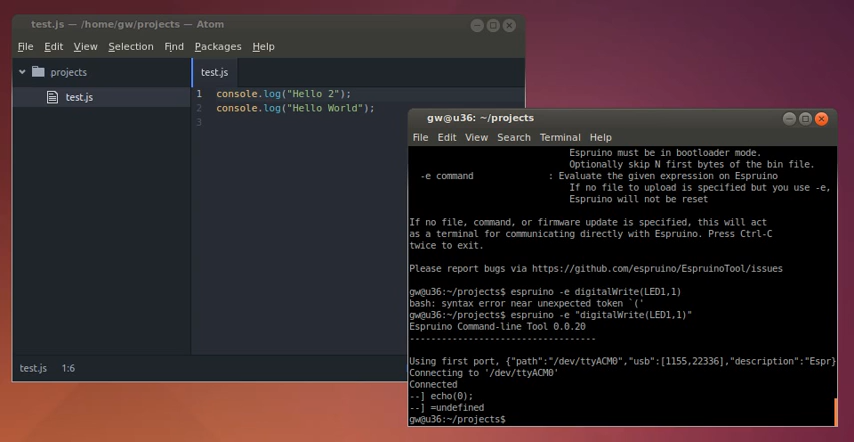 test.js — /home/gw/projects — Atom
File Edit View Selection Find Packages Help
projects
test.js
test.js
1 console.log("Hello 2");
2 console.log("Hello World");
3
test.js 1:6
gw@u36: ~/projects
File Edit View Search Terminal Help
Espruino must be in bootloader mode.
Optionally skip N first bytes of the bin file.
-e command : Evaluate the given expression on Espruino
If no file to upload is specified but you use -e,
Espruino will not be reset
If no file, command, or firmware update is specified, this will act
as a terminal for communicating directly with Espruino. Press Ctrl-C
twice to exit.
Please report bugs via https://github.com/espruino/EspruinoTool/issues
gw@u36:~/projects$ espruino -e digitalWrite(LED1,1)
bash: syntax error near unexpected token `('
gw@u36:~/projects$ espruino -e "digitalWrite(LED1,1)"
Espruino Command-line Tool 0.0.20
---------------------------------
Using first port, {"path":"/dev/ttyACM0","usb":[1155,22336],"description":"Espr}
Connecting to '/dev/ttyACM0'
Connected
--] echo(0);
--] =undefined
gw@u36:~/projects$